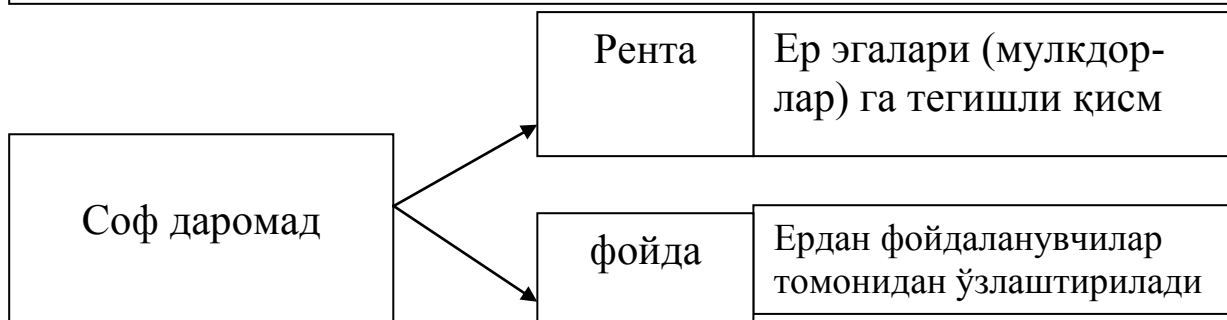 Рента
Ер эгалари (мулкдор-
лар) га тегишли қисм
Соф даромад
фойда
Ердан фойдаланувчилар
томонидан ўзлаштирилади